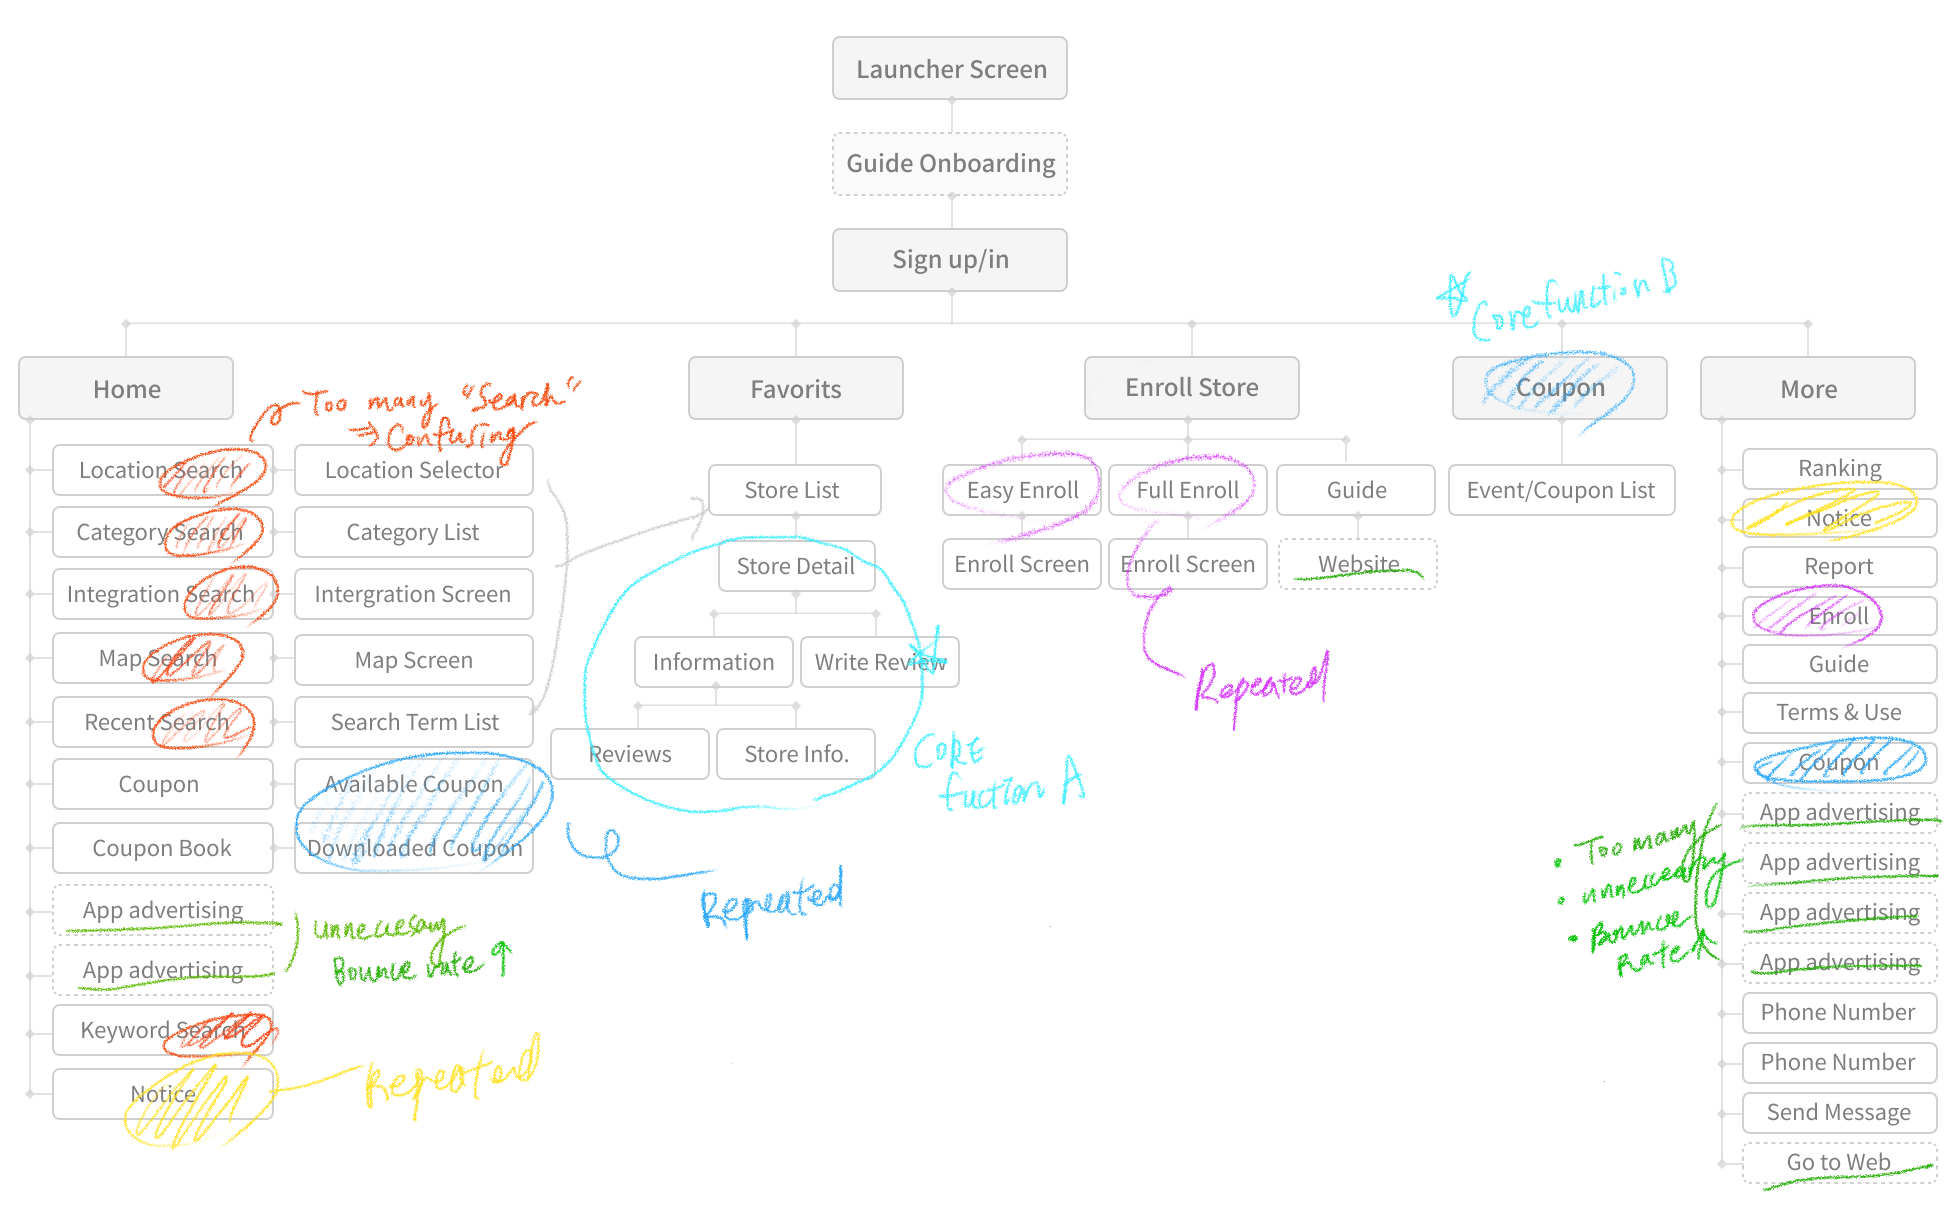 Launcher Screen
Guide Onboarding
Sign up/in
Core function B
Home
Favorits
Enroll Store
Coupon
More
Too many "Search"
⇒ Confusing
Location Search
Location Selector
Category Search
Category List
Integration Search
Intergration Screen
Map Search
Map Screen
Recent Search
Search Term List
Coupon
Available Coupon
Coupon Book
Downloaded Coupon
Repeated
App advertising
App advertising
unneccesay
Bounce rate ↑
Keyword Search
Notice
Repeated
Store List
Store Detail
Information
Write Review
Reviews
Store Info.
CORE
fuction A
Easy Enroll
Full Enroll
Guide
Enroll Screen
Enroll Screen
Website
Repeated
Event/Coupon List
Ranking
Notice
Report
Enroll
Guide
Terms & Use
Coupon
App advertising
App advertising
App advertising
App advertising
• Too many
•
• Bounce
Rate ↑
Phone Number
Phone Number
Send Message
Go to Web